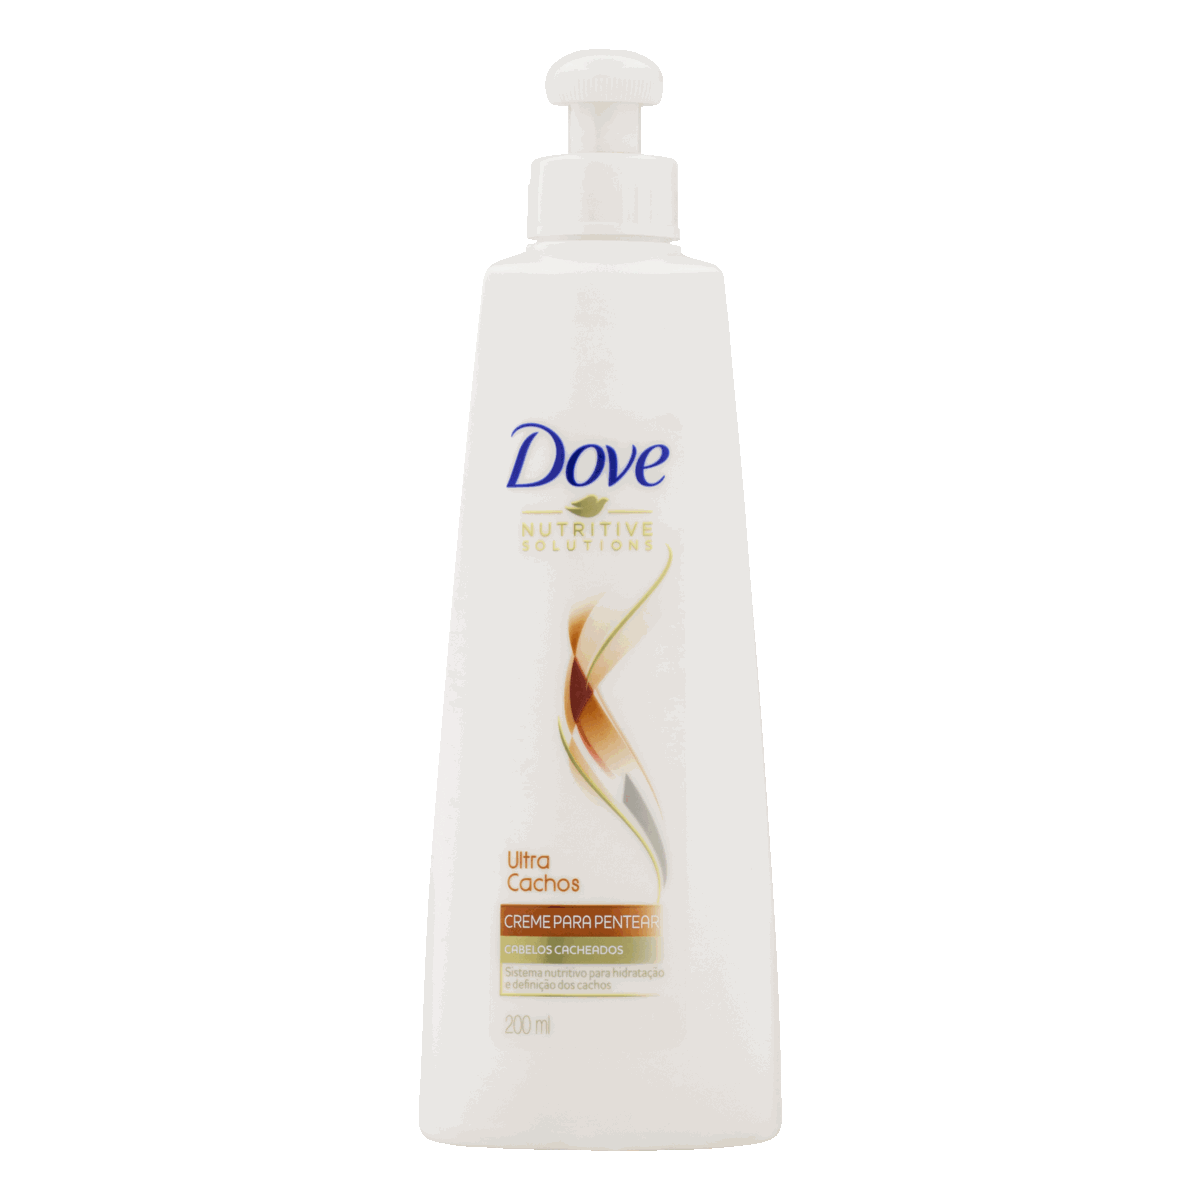 Dove
NUTRITIVE
SOLUTIONS
Ultra
Cachos
CREME PARA PENTEAR
CABELOS CACHEADOS
Sistema nutritivo para hidratação
e definição dos cachos
200 ml